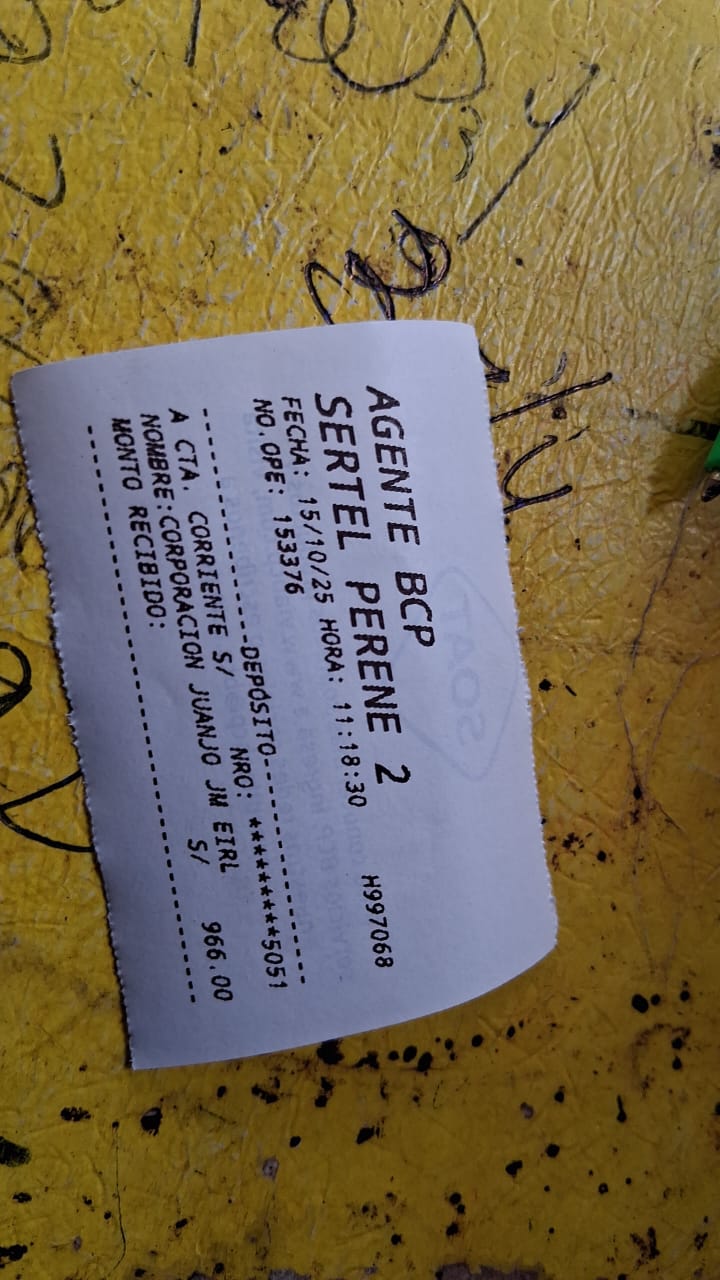 AGENTE BCP
SERTEL PERENE 2
FECHA: 15/10/25 HORA: 11:18:30 H997068
NO.OPE: 153376
-------------------DEPOSITO-------------------
A CTA. CORRIENTE S/ NRO: **********5051
NOMBRE:CORPORACION JUANJO JM EIRL
MONTO RECIBIDO: S/ 966.00
----------------------------------------------
SOAT